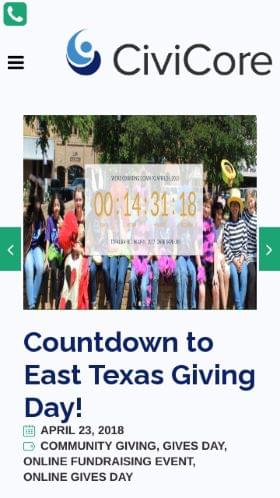 CiviCore
00:14:31:18
Countdown to
East Texas Giving
Day!
APRIL 23, 2018
COMMUNITY GIVING, GIVES DAY,
ONLINE FUNDRAISING EVENT,
ONLINE GIVES DAY